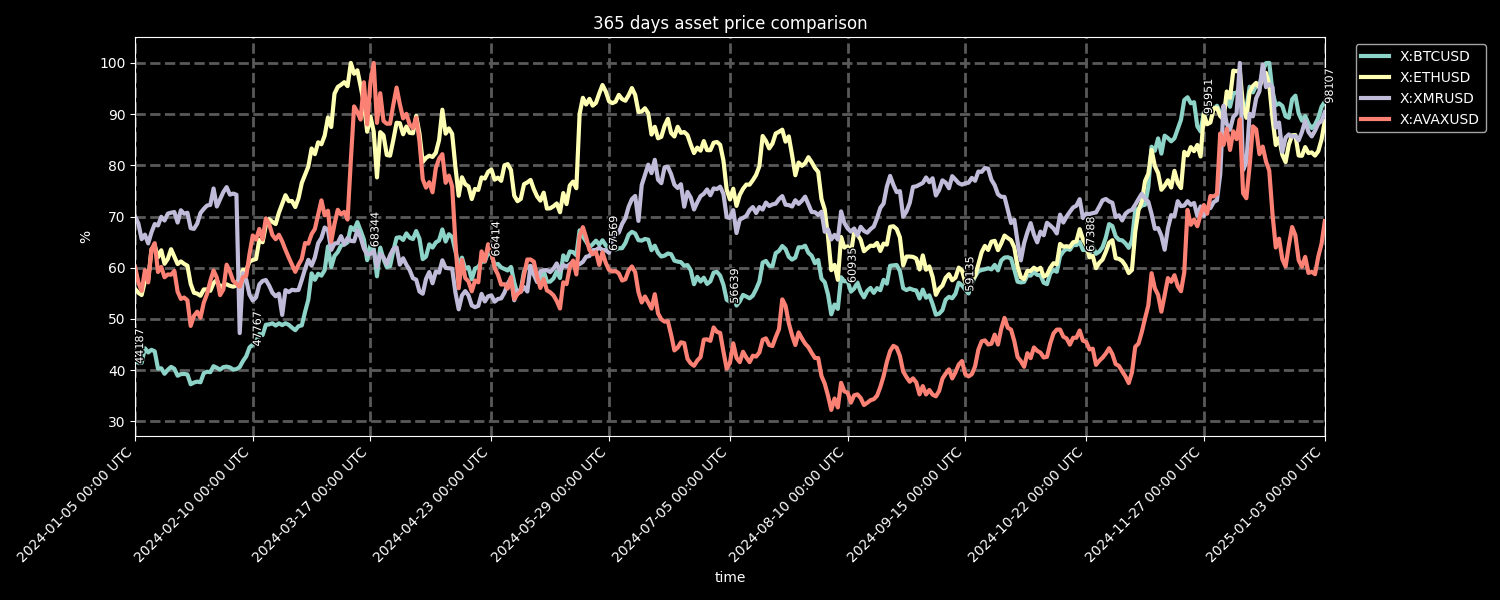 365 days asset price comparison
X:BTCUSD
X:ETHUSD
X:XMRUSD
X:AVAXUSD
%
100
90
80
70
60
50
40
30
44187
47767
68344
66414
67569
56639
60935
59135
67388
95951
98107
2024-01-05 00:00 UTC
2024-02-10 00:00 UTC
2024-03-17 00:00 UTC
2024-04-23 00:00 UTC
2024-05-29 00:00 UTC
2024-07-05 00:00 UTC
2024-08-10 00:00 UTC
2024-09-15 00:00 UTC
2024-10-22 00:00 UTC
2024-11-27 00:00 UTC
2025-01-03 00:00 UTC
time